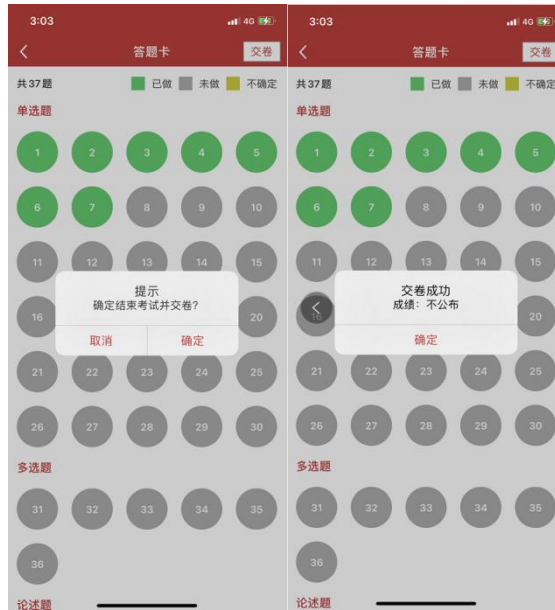 3:03
4G
答题卡
交卷
共37题
已做
未做
不确定
单选题
1 2 3 4 5
6 7 8 9 10
11 12 13 14 15
提示
确定结束考试并交卷?
16 20
取消 确定
21 22 23 24 25
26 27 28 29 30
多选题
31 32 33 34 35
36
论述题
3:03
4G
答题卡
交卷
共37题
已做
未做
不确定
单选题
1 2 3 4 5
6 7 8 9 10
11 12 13 14 15
交卷成功
成绩：不公布
16 20
确定
21 22 23 24 25
26 27 28 29 30
多选题
31 32 33 34 35
36
论述题